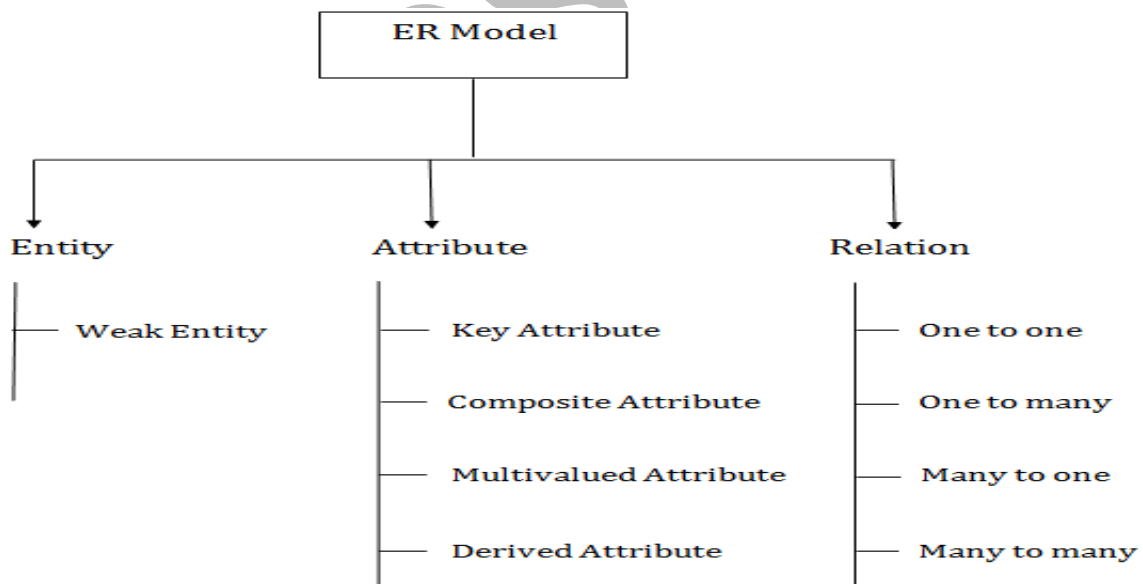 ER Model
Entity
Attribute
Relation
Weak Entity
Key Attribute
One to one
Composite Attribute
One to many
Multivalued Attribute
Many to one
Derived Attribute
Many to many